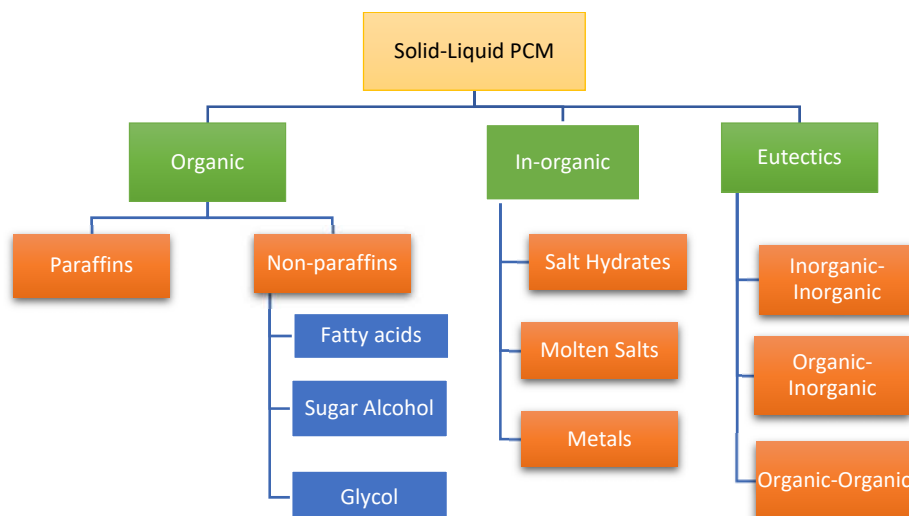 Solid-Liquid PCM
Organic
In-organic
Eutectics
Paraffins
Non-paraffins
Fatty acids
Sugar Alcohol
Glycol
Salt Hydrates
Molten Salts
Metals
Inorganic-
Inorganic
Organic-
Inorganic
Organic-Organic